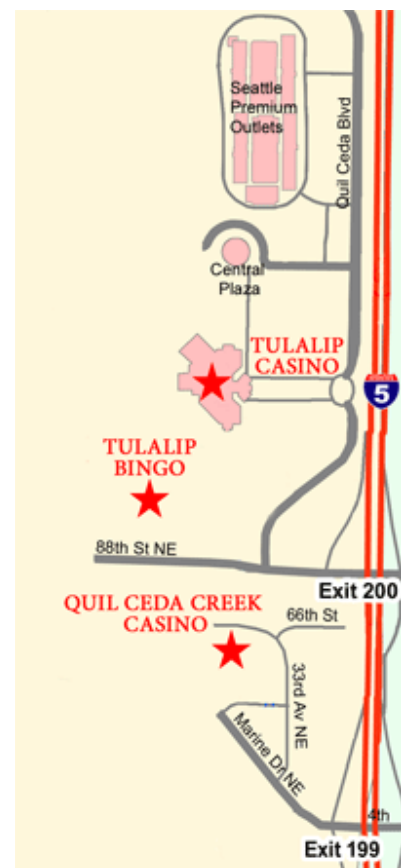 Seattle
Premium
Outlets
Quil Ceda Blvd
Central
Plaza
TULALIP
CASINO
5
TULALIP
BINGO
88th St NE
Exit 200
QUIL CEDA CREEK
CASINO
66th St
33rd Av NE
Marine Dr NE
4th
Exit 199